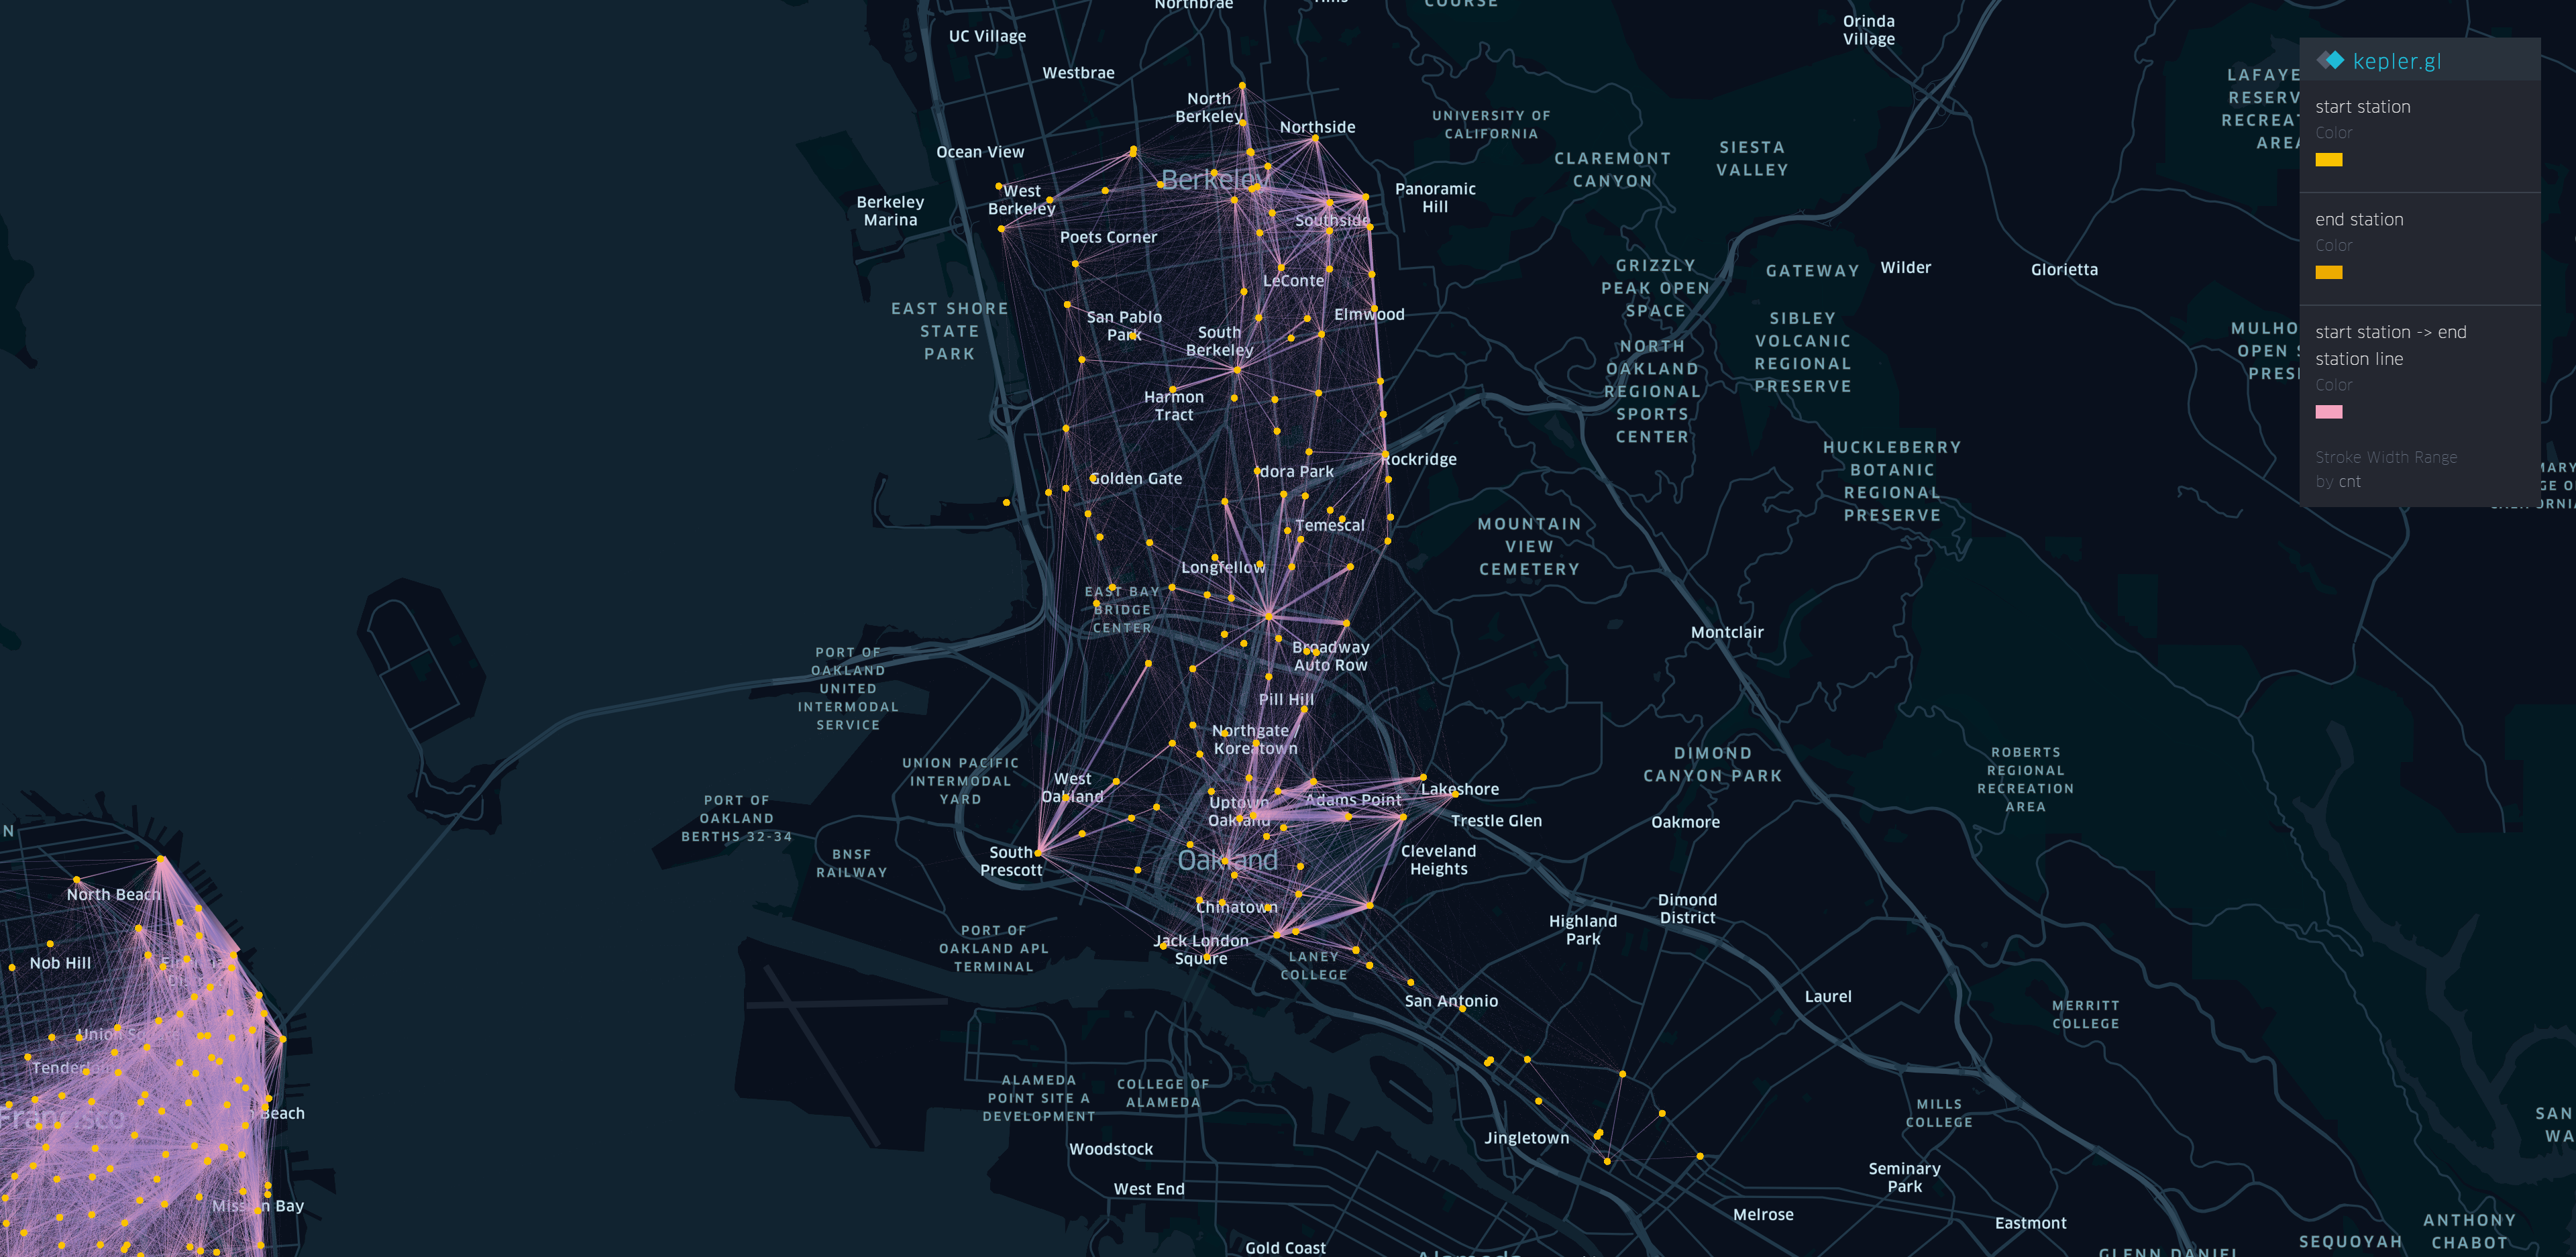 Northbrae
COURSE
UC Village
Westbrae
Orinda
Village
North
Berkeley
Northside
UNIVERSITY OF
CALIFORNIA
Ocean View
Berkeley
CLAREMONT
CANYON
SIESTA
VALLEY
West
Berkeley
Berkeley
Marina
Panoramic
Hill
Southside
Poets Corner
LeConte
GRIZZLY
PEAK OPEN
SPACE
GATEWAY
Wilder
Glorietta
EAST SHORE
STATE
PARK
San Pablo
Park
South
Berkeley
Elmwood
SIBLEY
VOLCANIC
REGIONAL
PRESERVE
NORTH
OAKLAND
REGIONAL
SPORTS
CENTER
Harmon
Tract
HUCKLEBERRY
BOTANIC
REGIONAL
PRESERVE
Golden Gate
dora Park
Rockridge
Temescal
MOUNTAIN
VIEW
CEMETERY
Longfellow
EAST BAY
BRIDGE
CENTER
Broadway
Auto Row
Montclair
PORT OF
OAKLAND
UNITED
INTERMODAL
SERVICE
Pill Hill
Northgate
Koreatown
UNION PACIFIC
INTERMODAL
YARD
West
Oakland
DIMOND
CANYON PARK
ROBERTS
REGIONAL
RECREATION
AREA
Lakeshore
Adams Point
Uptown
Oakland
Trestle Glen
Oakmore
PORT OF
OAKLAND
BERTHS 32-34
BNSF
RAILWAY
South
Prescott
Oakland
Cleveland
Heights
North Beach
Chinatown
Highland
Park
Dimond
District
PORT OF
OAKLAND APL
TERMINAL
Jack London
Square
LANEY
COLLEGE
Nob Hill
San Antonio
Laurel
MERRITT
COLLEGE
Union Square
Tenderloin
Francisco
Beach
ALAMEDA
POINT SITE A
DEVELOPMENT
COLLEGE OF
ALAMEDA
MILLS
COLLEGE
Jingletown
Woodstock
West End
Seminary
Park
Mission Bay
Melrose
Eastmont
Gold Coast
Alameda
GLENN DANIEL
SEQUOYAH
ANTHONY
CHABOT
SAN
WA
LAFAYE
RESERV
RECREAT
AREA
MULHO
OPEN S
PRES
MARY
GE O
CALIFORNIA
kepler.gl
start station
Color
end station
Color
start station -> end
station line
Color
Stroke Width Range
by cnt